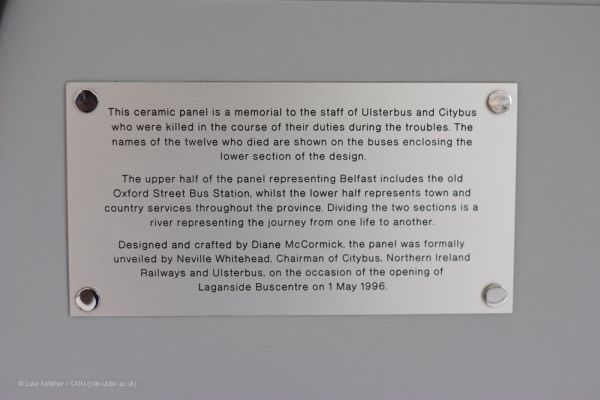 This ceramic panel is a memorial to the staff of Ulsterbus and Citybus
who were killed in the course of their duties during the troubles. The
names of the twelve who died are shown on the buses enclosing the
lower section of the design.
The upper half of the panel representing Belfast includes the old
Oxford Street Bus Station, whilst the lower half represents town and
country services throughout the province. Dividing the two sections is a
river representing the journey from one life to another.
Designed and crafted by Diane McCormick, the panel was formally
unveiled by Neville Whitehead, Chairman of Citybus, Northern Ireland
Railways and Ulsterbus, on the occasion of the opening of
Laganside Buscentre on 1 May 1996.
© Luke Kelleher / CAIN (cain.ulster.ac.uk)